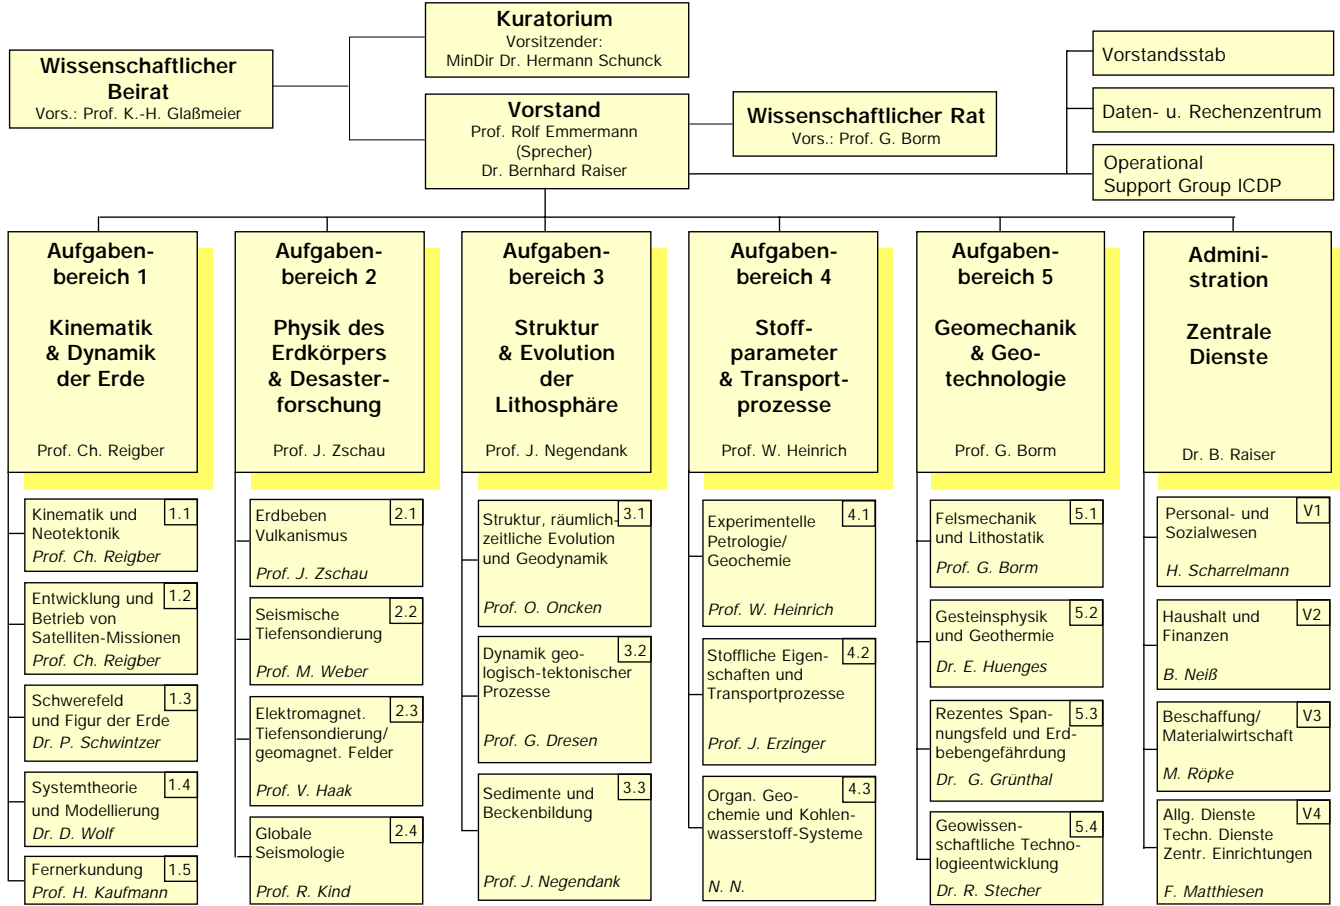 Kuratorium
Vorsitzender:
MinDir Dr. Hermann Schunck
Wissenschaftlicher
Beirat
Vors.: Prof. K.-H. Glaßmeier
Vorstand
Prof. Rolf Emmermann
(Sprecher)
Dr. Bernhard Raiser
Wissenschaftlicher Rat
Vors.: Prof. G. Borm
Vorstandsstab
Daten- u. Rechenzentrum
Operational
Support Group ICDP
Aufgaben-
bereich 1
Kinematik
& Dynamik
der Erde
Prof. Ch. Reigber
1.1
Kinematik und
Neotektonik
Prof. Ch. Reigber
1.2
Entwicklung und
Betrieb von
Satelliten-Missionen
Prof. Ch. Reigber
1.3
Schwerefeld
und Figur der Erde
Dr. P. Schwintzer
1.4
Systemtheorie
und Modellierung
Dr. D. Wolf
1.5
Fernerkundung
Prof. H. Kaufmann
Aufgaben-
bereich 2
Physik des
Erdkörpers
& Desaster-
forschung
Prof. J. Zschau
2.1
Erdbeben
Vulkanismus
Prof. J. Zschau
2.2
Seismische
Tiefensondierung
Prof. M. Weber
2.3
Elektromagnet.
Tiefensondierung/
geomagnet. Felder
Prof. V. Haak
2.4
Globale
Seismologie
Prof. R. Kind
Aufgaben-
bereich 3
Struktur
& Evolution
der
Lithosphäre
Prof. J. Negendank
3.1
Struktur, räumlich-
zeitliche Evolution
und Geodynamik
Prof. O. Oncken
3.2
Dynamik geo-
logisch-tektonischer
Prozesse
Prof. G. Dresen
3.3
Sedimente und
Beckenbildung
Prof. J. Negendank
Aufgaben-
bereich 4
Stoff-
parameter
& Transport-
prozesse
Prof. W. Heinrich
4.1
Experimentelle
Petrologie/
Geochemie
Prof. W. Heinrich
4.2
Stoffliche Eigen-
schaften und
Transportprozesse
Prof. J. Erzinger
4.3
Organ. Geo-
chemie und Kohlen-
wasserstoff-Systeme
N. N.
Aufgaben-
bereich 5
Geomechanik
& Geo-
technologie
Prof. G. Borm
5.1
Felsmechanik
und Lithostatik
Prof. G. Borm
5.2
Gesteinsphysik
und Geothermie
Dr. E. Huenges
5.3
Rezentes Span-
nungsfeld und Erd-
bebengefährdung
Dr. G. Grünthal
5.4
Geowissen-
schaftliche Techno-
logieentwicklung
Dr. R. Stecher
Admini-
stration
Zentrale
Dienste
Dr. B. Raiser
V1
Personal- und
Sozialwesen
H. Scharrelmann
V2
Haushalt und
Finanzen
B. Neiß
V3
Beschaffung/
Materialwirtschaft
M. Röpke
V4
Allg. Dienste
Techn. Dienste
Zentr. Einrichtungen
F. Matthiesen